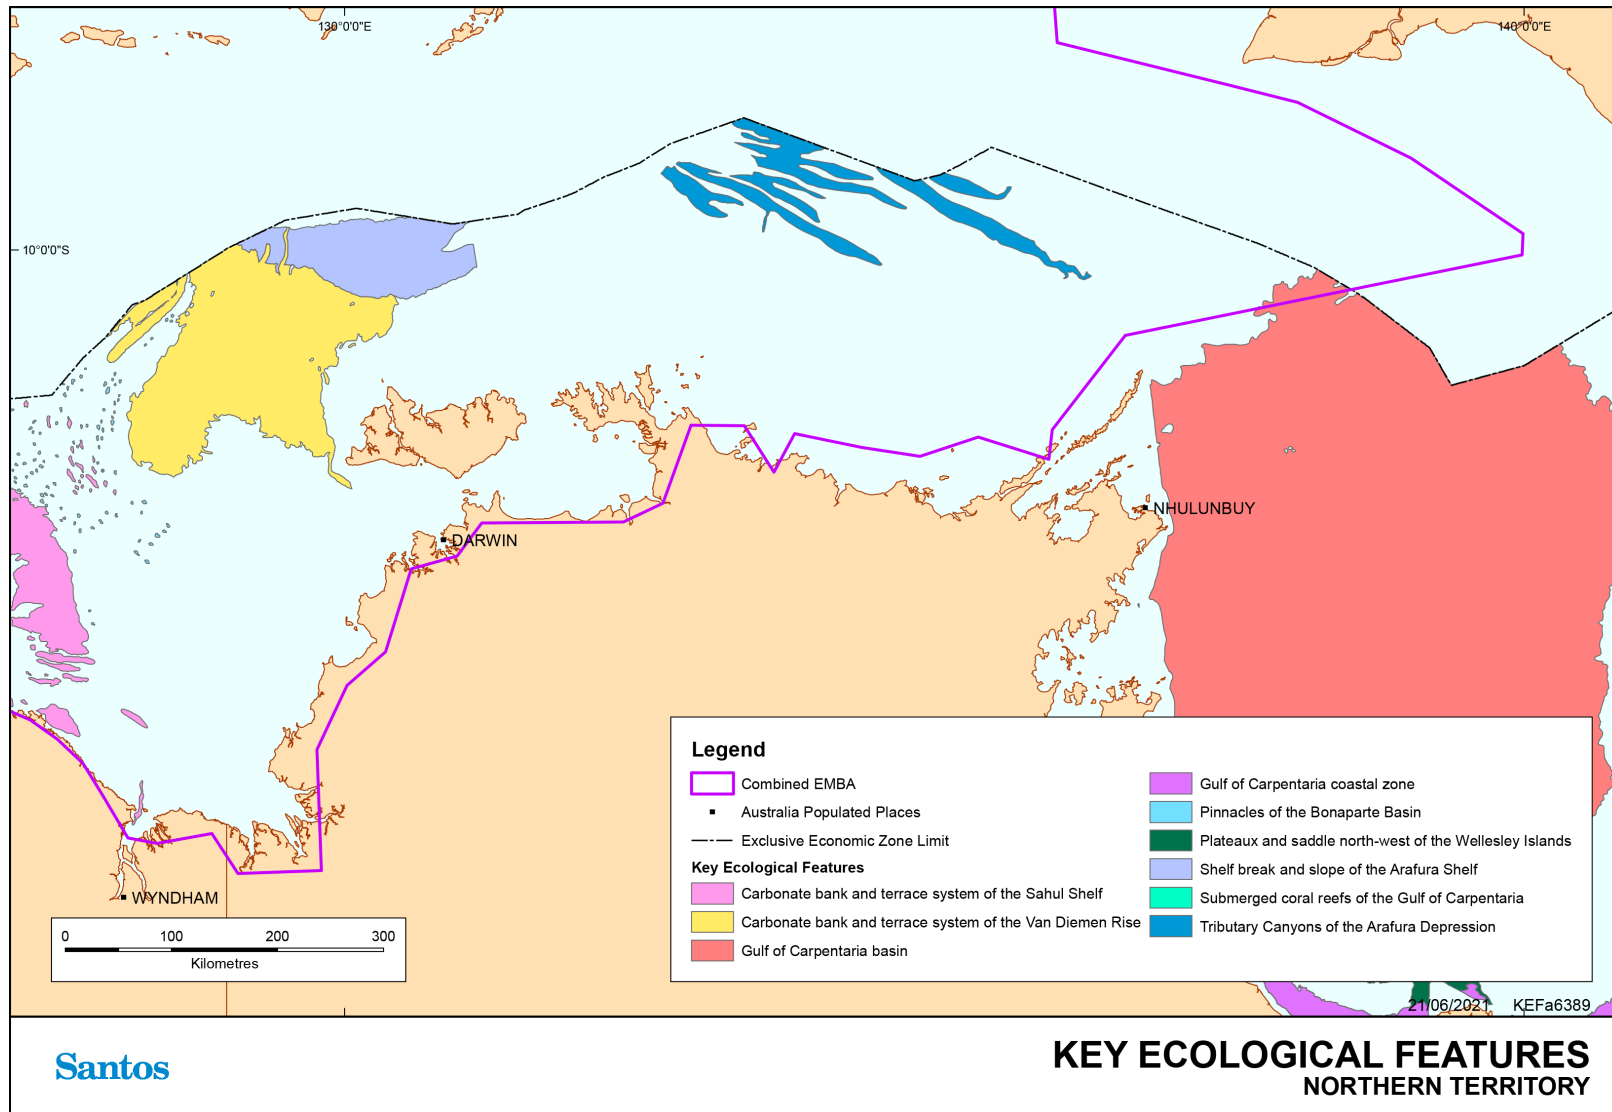 130°0'0"E
140°0'0"E
10°0'0"S
NHULUNBUY
DARWIN
WYNDHAM
Legend
Combined EMBA
Australia Populated Places
Exclusive Economic Zone Limit
Key Ecological Features
Carbonate bank and terrace system of the Sahul Shelf
Carbonate bank and terrace system of the Van Diemen Rise
Gulf of Carpentaria basin
Gulf of Carpentaria coastal zone
Pinnacles of the Bonaparte Basin
Plateaux and saddle north-west of the Wellesley Islands
Shelf break and slope of the Arafura Shelf
Submerged coral reefs of the Gulf of Carpentaria
Tributary Canyons of the Arafura Depression
0 100 200 300
Kilometres
21/06/2021 KEFa6389
Santos
KEY ECOLOGICAL FEATURES
NORTHERN TERRITORY